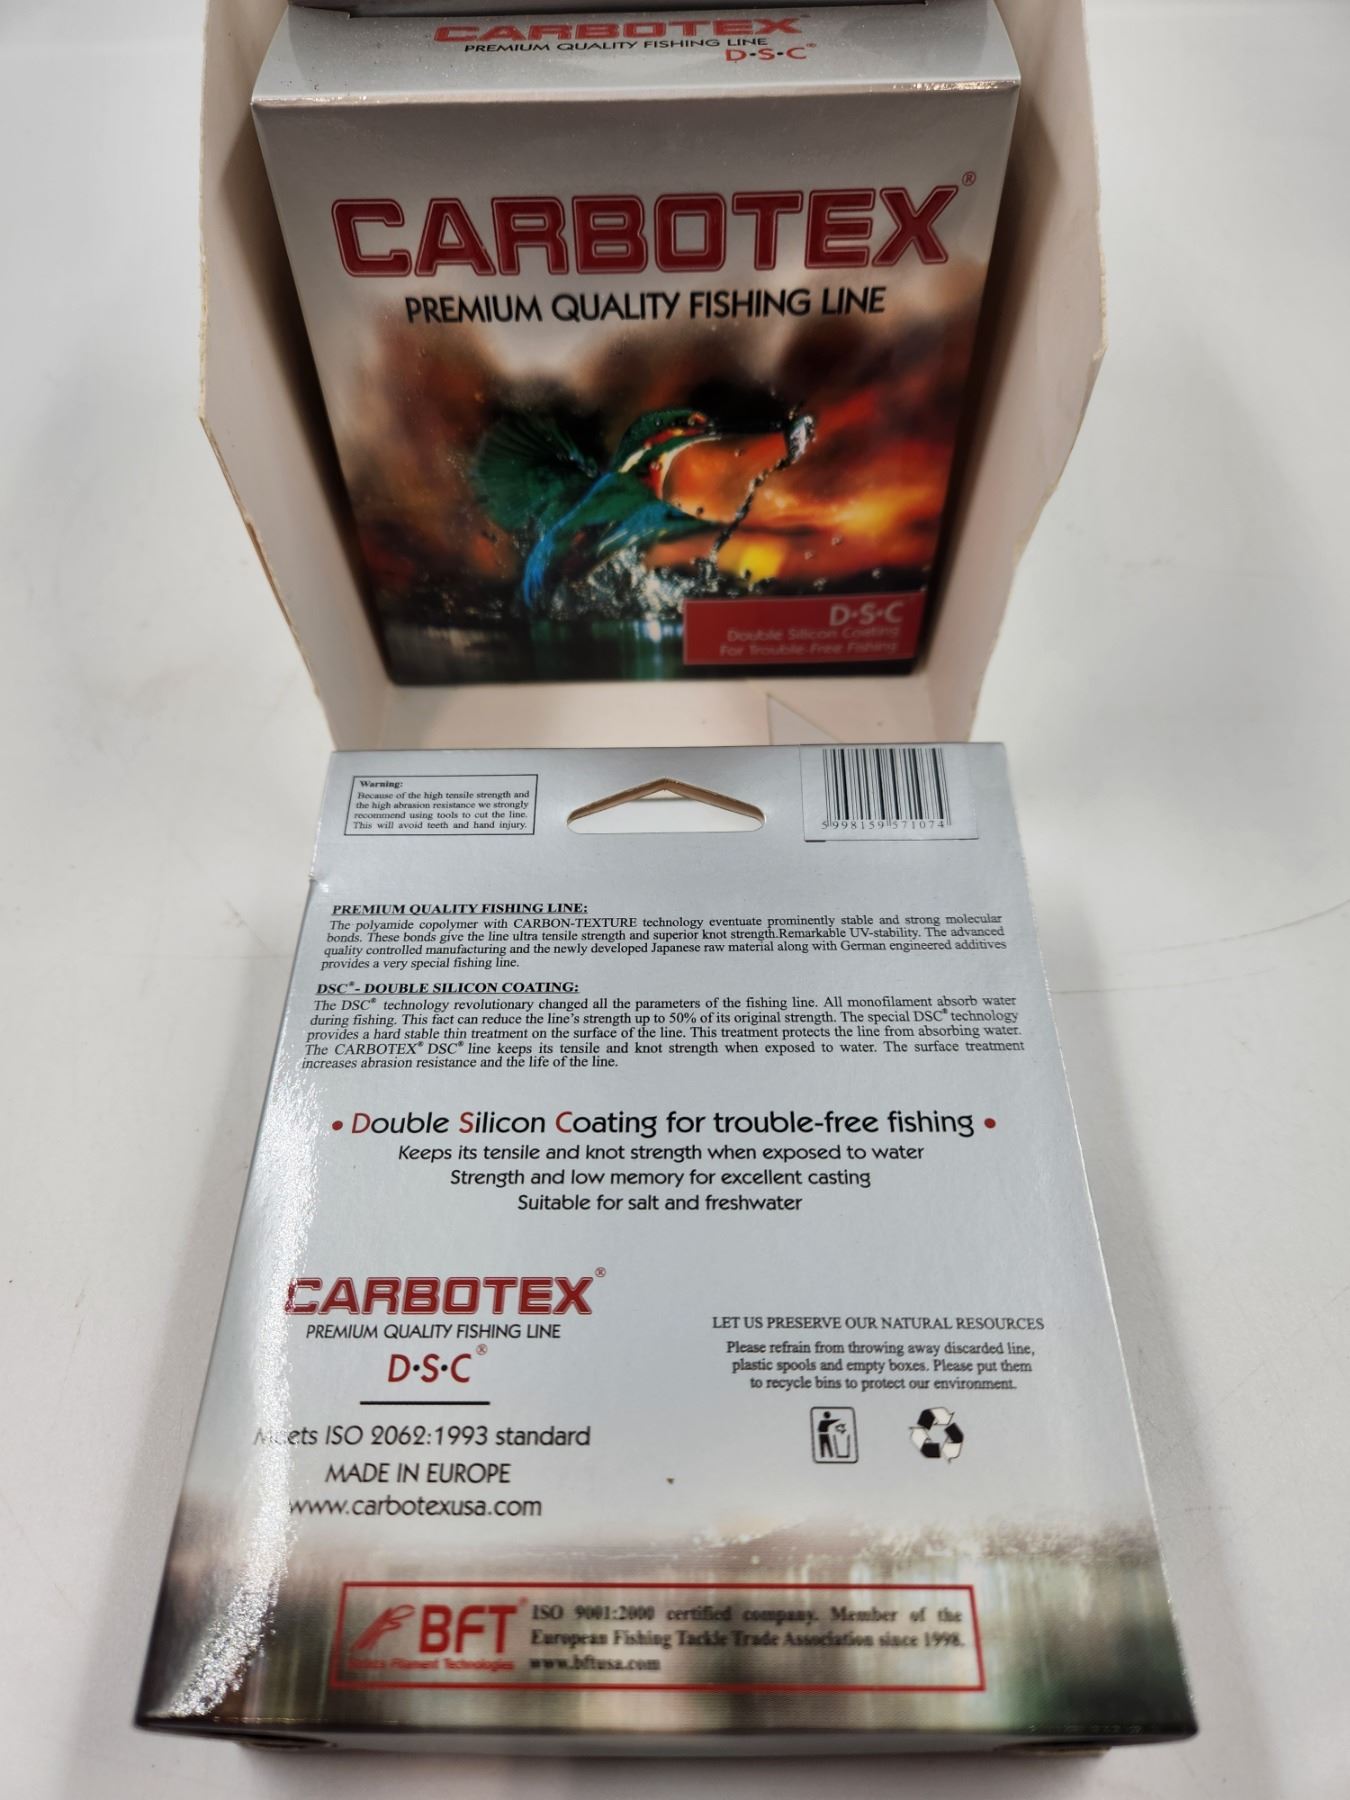 CARBOTEX
PREMIUM QUALITY FISHING LINE
D·S·C®
CARBOTEX®
PREMIUM QUALITY FISHING LINE
D·S·C
Double Silicon Coating
For Trouble-Free Fishing
Warning:
Because of the high tensile strength and
the high abrasion resistance we strongly
recommend using tools to cut the line.
This will avoid teeth and hand injury.
5998159571074
PREMIUM QUALITY FISHING LINE:
The polyamide copolymer with CARBON-TEXTURE technology eventuate prominently stable and strong molecular
bonds. These bonds give the line ultra tensile strength and superior knot strength.Remarkable UV-stability. The advanced
quality controlled manufacturing and the newly developed Japanese raw material along with German engineered additives
provides a very special fishing line.
DSC®- DOUBLE SILICON COATING:
The DSC® technology revolutionary changed all the parameters of the fishing line. All monofilament absorb water
during fishing. This fact can reduce the line's strength up to 50% of its original strength. The special DSC® technology
provides a hard stable thin treatment on the surface of the line. This treatment protects the line from absorbing water.
The CARBOTEX® DSC® line keeps its tensile and knot strength when exposed to water. The surface treatment
increases abrasion resistance and the life of the line.
• Double Silicon Coating for trouble-free fishing •
Keeps its tensile and knot strength when exposed to water
Strength and low memory for excellent casting
Suitable for salt and freshwater
CARBOTEX®
PREMIUM QUALITY FISHING LINE
D·S·C®
Meets ISO 2062:1993 standard
MADE IN EUROPE
www.carbotexusa.com
LET US PRESERVE OUR NATURAL RESOURCES
Please refrain from throwing away discarded line,
plastic spools and empty boxes. Please put them
to recycle bins to protect our environment.
BFT®
Filament Technologies
ISO 9001:2000 certified company. Member of the
European Fishing Tackle Trade Association since 1998.
www.bftusa.com